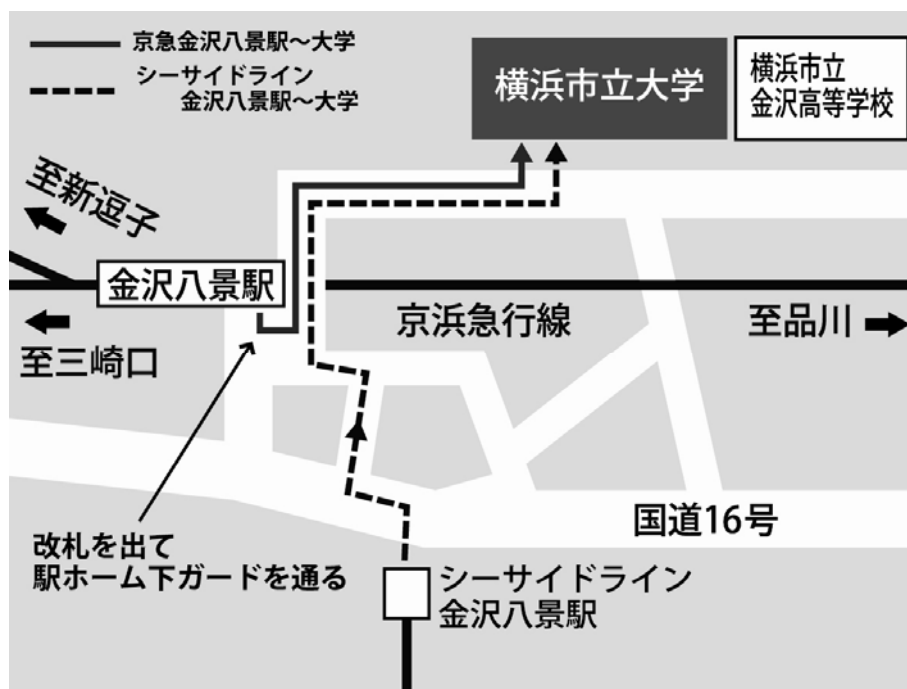 京急金沢八景駅～大学
シーサイドライン
金沢八景駅～大学
横浜市立大学
横浜市立
金沢高等学校
至新逗子
金沢八景駅
京浜急行線
至品川
至三崎口
改札を出て
駅ホーム下ガードを通る
国道16号
シーサイドライン
金沢八景駅